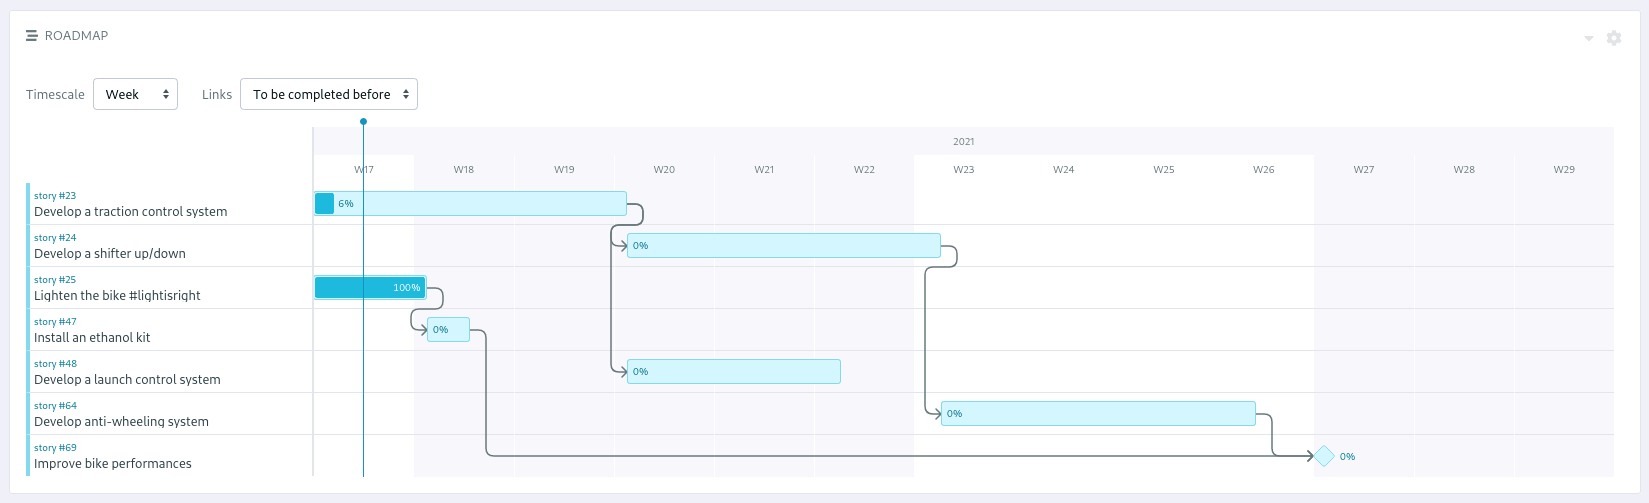 ROADMAP
Timescale Week Links To be completed before
2021
W17 W18 W19 W20 W21 W22 W23 W24 W25 W26 W27 W28 W29
story #23
Develop a traction control system
6%
story #24
Develop a shifter up/down
0%
story #25
Lighten the bike #lightisright
100%
story #47
Install an ethanol kit
0%
story #48
Develop a launch control system
0%
story #64
Develop anti-wheeling system
0%
story #69
Improve bike performances
0%